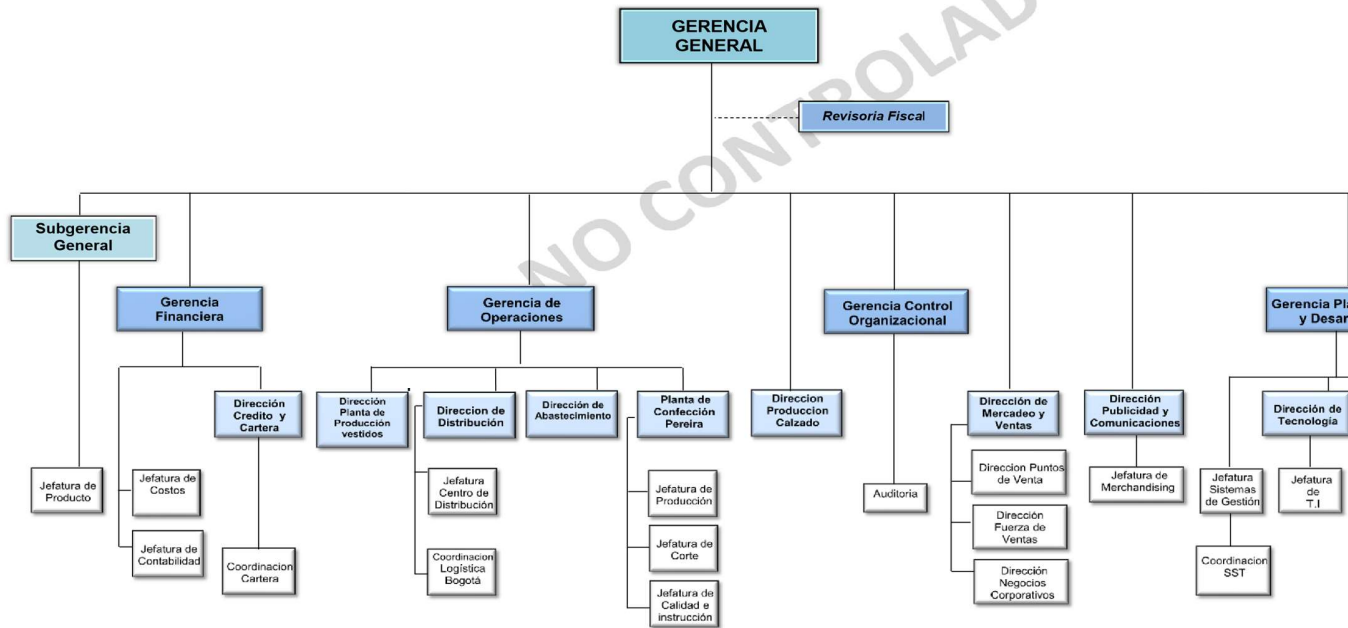 GERENCIA
GENERAL
NO CONTROLAD
Revisoria Fiscal
Subgerencia
General
Gerencia
Financiera
Gerencia de
Operaciones
Gerencia Control
Organizacional
Gerencia Pla
y Desar
Dirección
Credito y
Cartera
Dirección
Planta de
Producción
vestidos
Direccion de
Distribución
Dirección de
Abastecimiento
Planta de
Confección
Pereira
Direccion
Produccion
Calzado
Dirección de
Mercadeo y
Ventas
Dirección
Publicidad y
Comunicaciones
Dirección de
Tecnología
Jefatura de
Producto
Jefatura de
Costos
Jefatura de
Contabilidad
Coordinacion
Cartera
Jefatura
Centro de
Distribución
Coordinacion
Logística
Bogotá
Jefatura de
Producción
Jefatura de
Corte
Jefatura de
Calidad e
instrucción
Auditoria
Direccion Puntos
de Venta
Dirección
Fuerza de
Ventas
Dirección
Negocios
Corporativos
Jefatura de
Merchandising
Jefatura
Sistemas
de Gestión
Coordinacion
SST
Jefatura
de
T.I